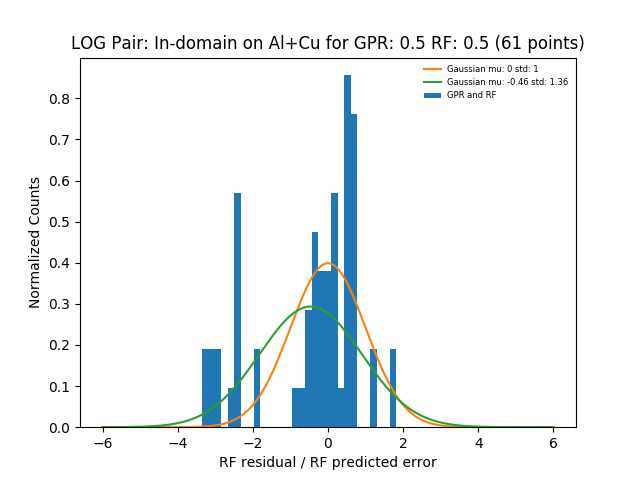 LOG Pair: In-domain on Al+Cu for GPR: 0.5 RF: 0.5 (61 points)
Gaussian mu: 0 std: 1
Gaussian mu: -0.46 std: 1.36
GPR and RF
Normalized Counts
0.8
0.7
0.6
0.5
0.4
0.3
0.2
0.1
0.0
−6 −4 −2 0 2 4 6
RF residual / RF predicted error